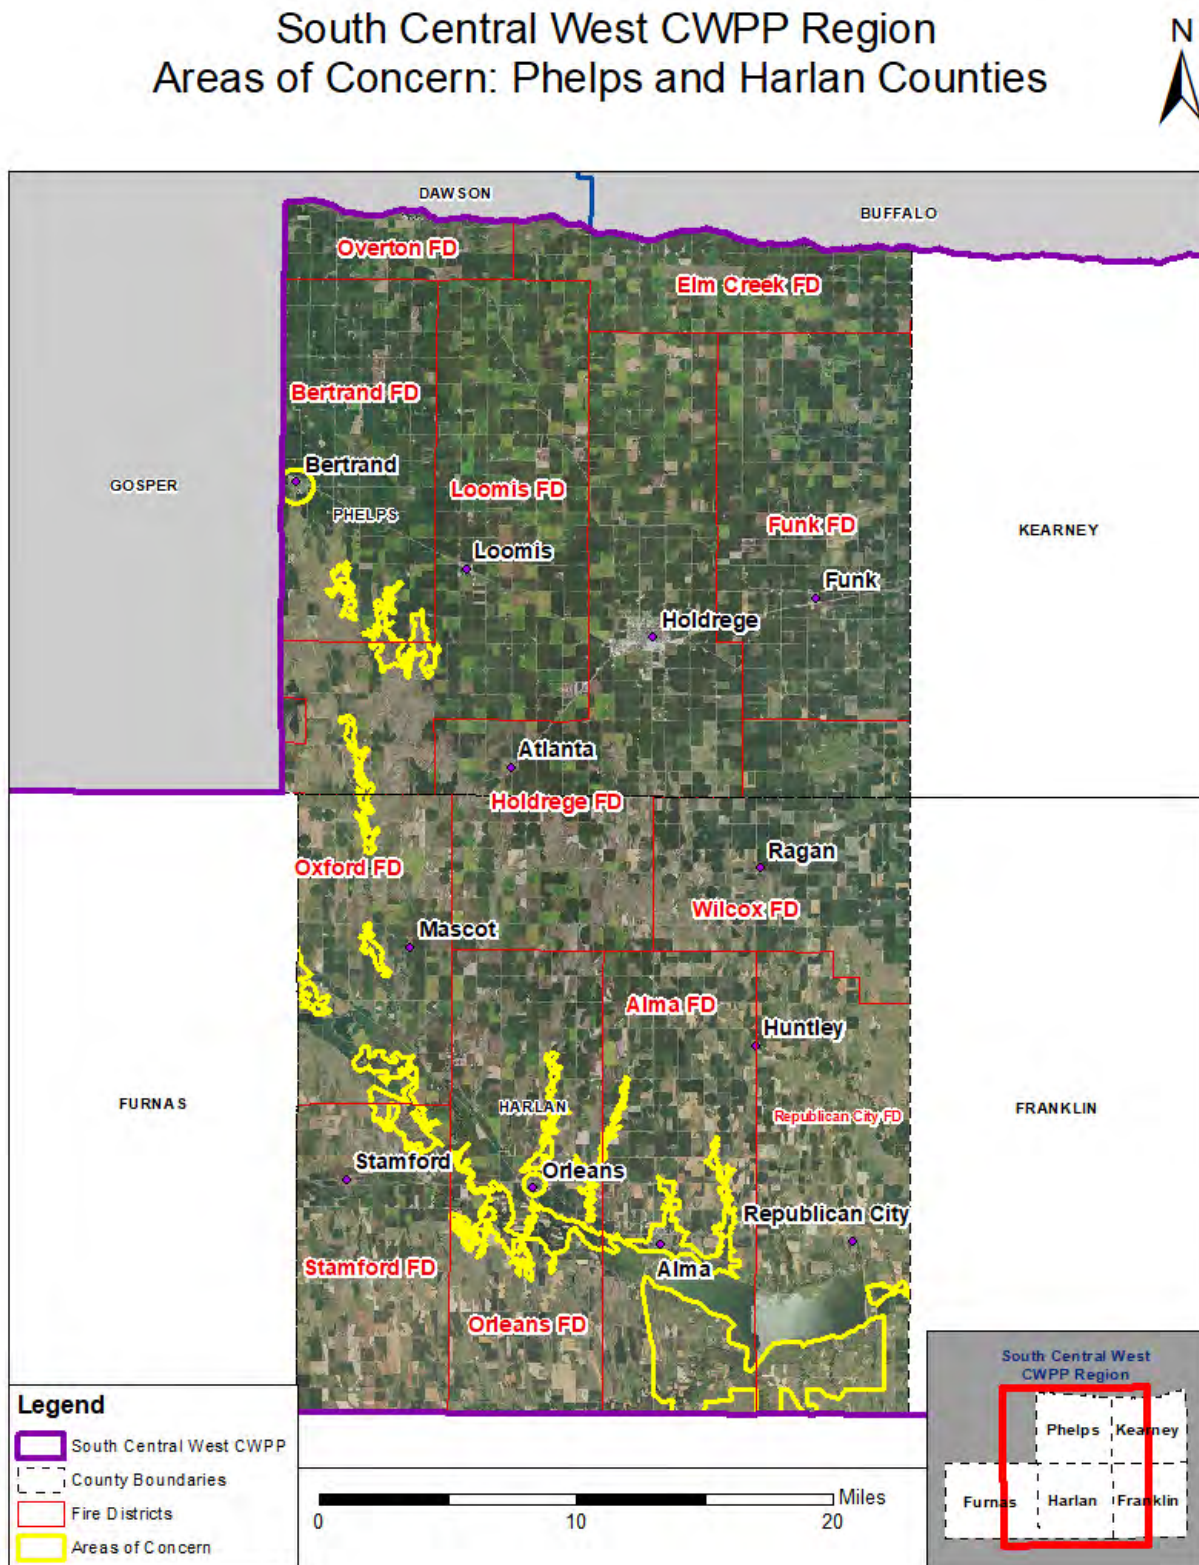 South Central West CWPP Region
Areas of Concern: Phelps and Harlan Counties
N
DAWSON
BUFFALO
Overton FD
Elm Creek FD
Bertrand FD
Bertrand
GOSPER
Loomis FD
PHELPS
Funk FD
KEARNEY
Loomis
Funk
Holdrege
Atlanta
Holdrege FD
Ragan
Oxford FD
Wilcox FD
Mascot
Alma FD
Huntley
FURNAS
HARLAN
FRANKLIN
Republican City FD
Stamford
Orleans
Republican City
Stamford FD
Alma
Orleans FD
South Central West
CWPP Region
Phelps
Kearney
Furnas
Harlan
Franklin
Legend
South Central West CWPP
County Boundaries
Fire Districts
Areas of Concern
Miles
0
10
20